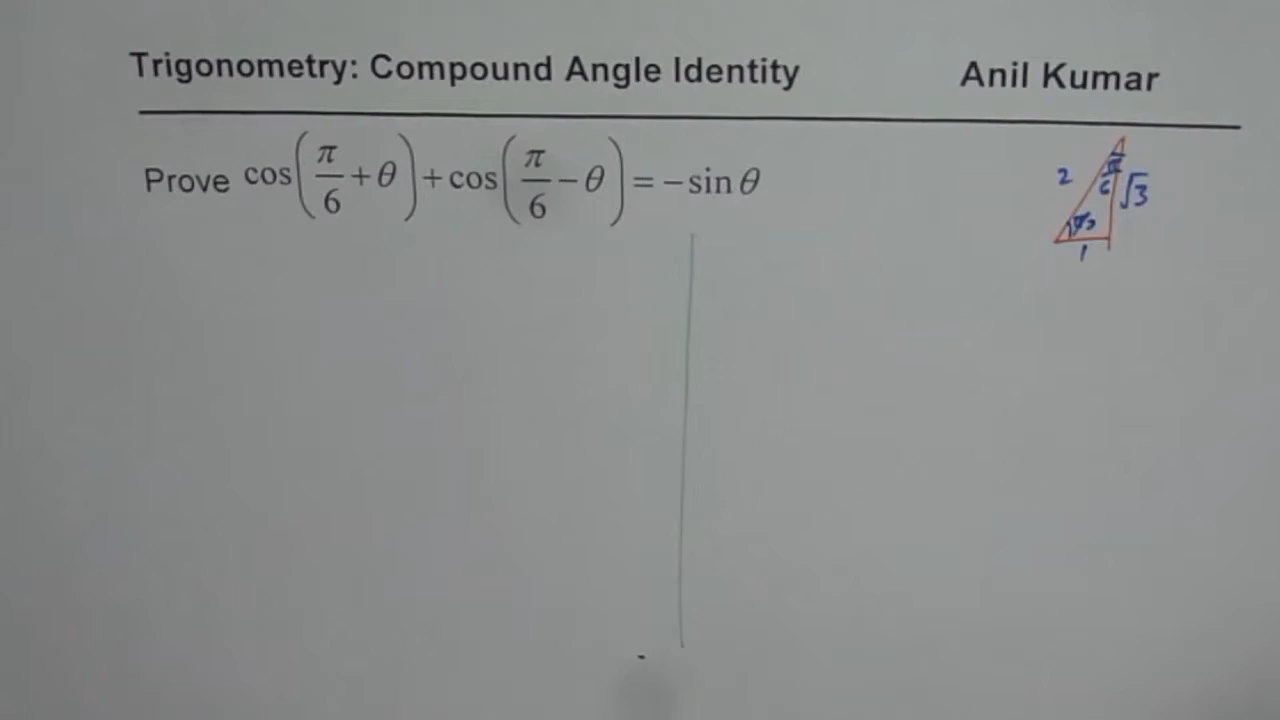 Trigonometry: Compound Angle Identity Anil Kumar
Prove cos(π/6 + θ) + cos(π/6 − θ) = −sin θ
2 π/6 √3
π/3
1